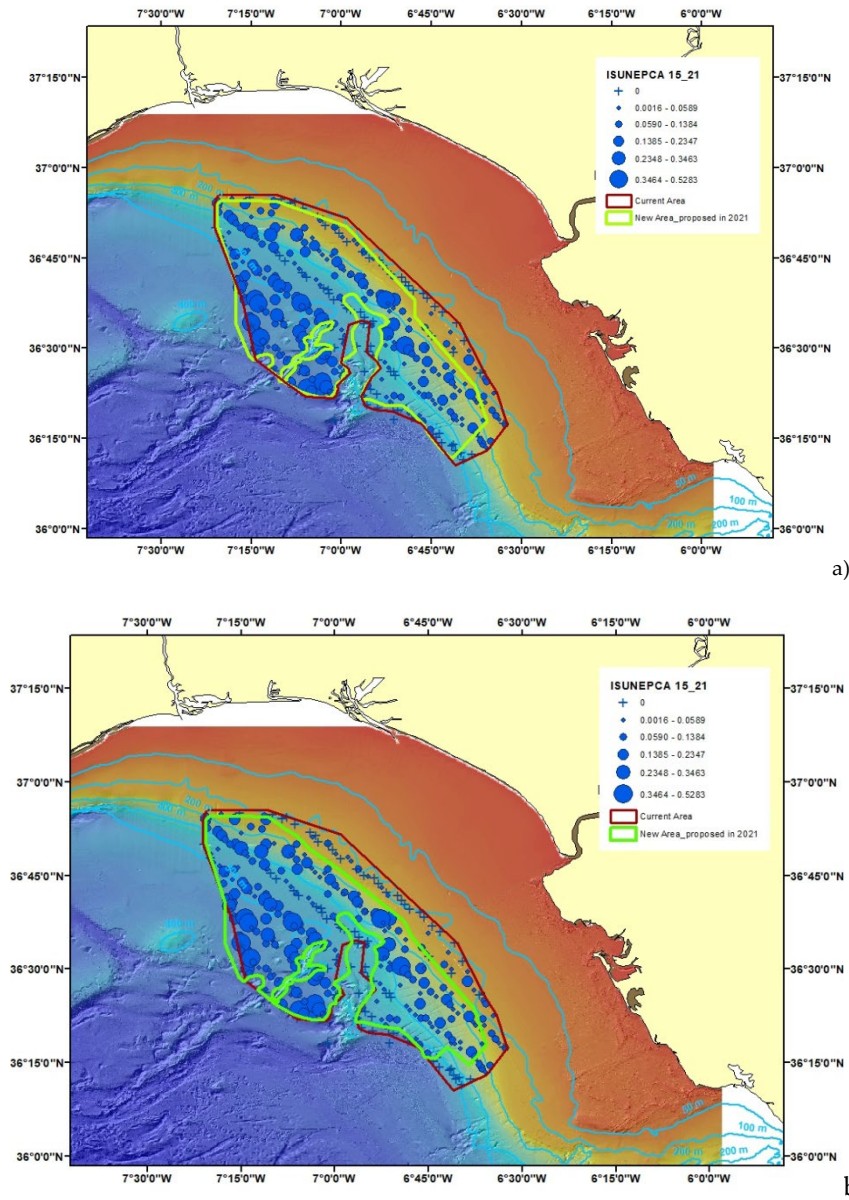 7°30'0"W 7°15'0"W 7°0'0"W 6°45'0"W 6°30'0"W 6°15'0"W 6°0'0"W
37°15'0"N 37°15'0"N
37°0'0"N 37°0'0"N
36°45'0"N 36°45'0"N
36°30'0"N 36°30'0"N
36°15'0"N 36°15'0"N
36°0'0"N 36°0'0"N
ISUNEPCA 15_21
0
0.0016 - 0.0589
0.0590 - 0.1384
0.1385 - 0.2347
0.2348 - 0.3463
0.3464 - 0.5283
Current Area
New Area_proposed in 2021
200 m
50 m
100 m
200 m 200 m
7°30'0"W 7°15'0"W 7°0'0"W 6°45'0"W 6°30'0"W 6°15'0"W 6°0'0"W
a)
7°30'0"W 7°15'0"W 7°0'0"W 6°45'0"W 6°30'0"W 6°15'0"W 6°0'0"W
37°15'0"N 37°15'0"N
37°0'0"N 37°0'0"N
36°45'0"N 36°45'0"N
36°30'0"N 36°30'0"N
36°15'0"N 36°15'0"N
36°0'0"N 36°0'0"N
ISUNEPCA 15_21
0
0.0016 - 0.0589
0.0590 - 0.1384
0.1385 - 0.2347
0.2348 - 0.3463
0.3464 - 0.5283
Current Area
New Area_proposed in 2021
200 m
50 m
100 m
200 m 200 m
7°30'0"W 7°15'0"W 7°0'0"W 6°45'0"W 6°30'0"W 6°15'0"W 6°0'0"W
b